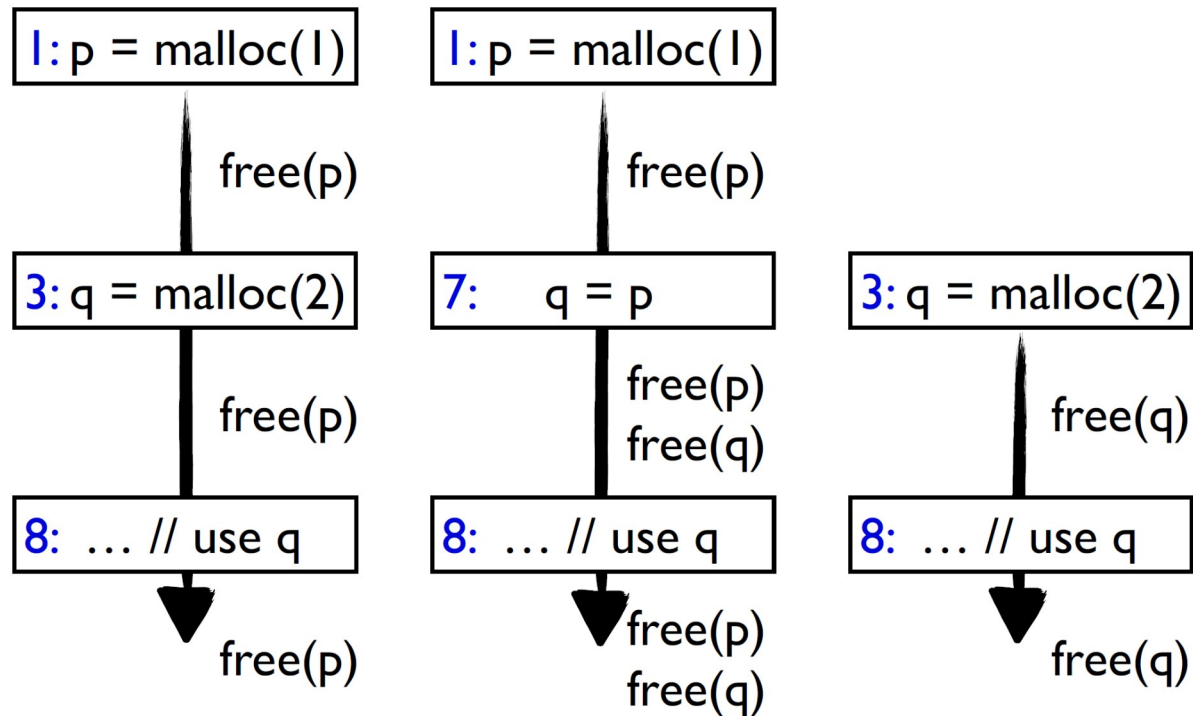 1: p = malloc(1)
free(p)
3: q = malloc(2)
free(p)
8: … // use q
free(p)
1: p = malloc(1)
free(p)
7: q = p
free(p)
free(q)
8: … // use q
free(p)
free(q)
3: q = malloc(2)
free(q)
8: … // use q
free(q)